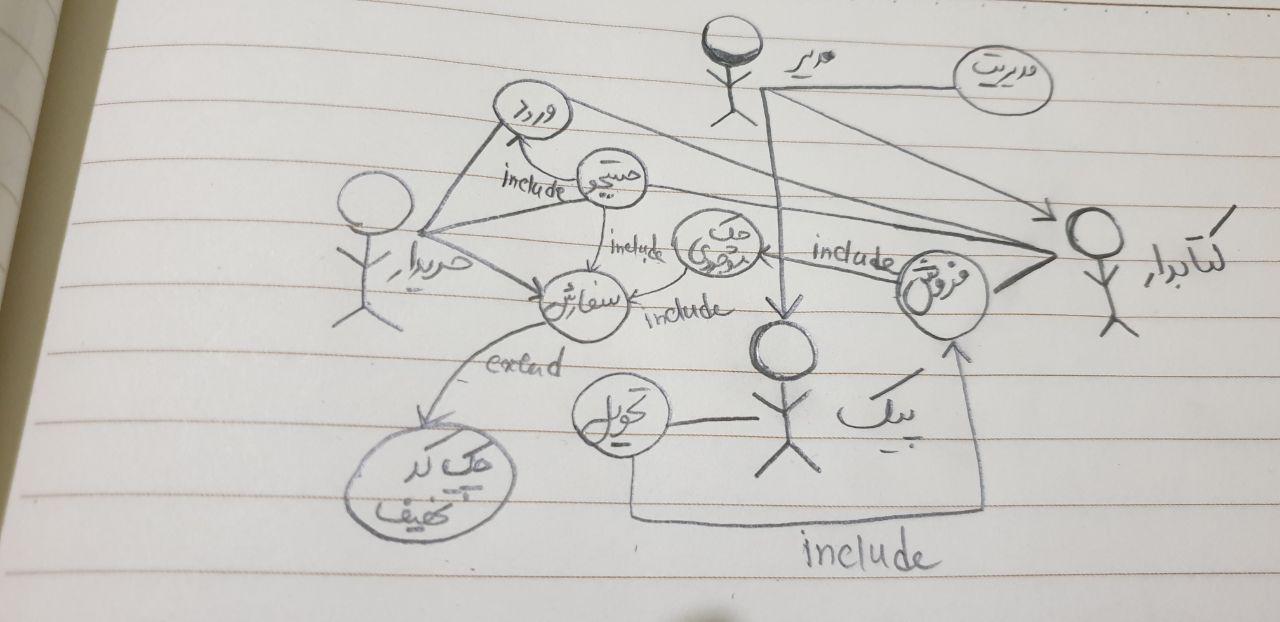 مدیر
مدیریت
ورود
include
جستجو
include
چک
موجودی
include
فروش
کتابدار
خریدار
سفارش
include
exclud
تحویل
پیک
چک کد
تخفیف
include